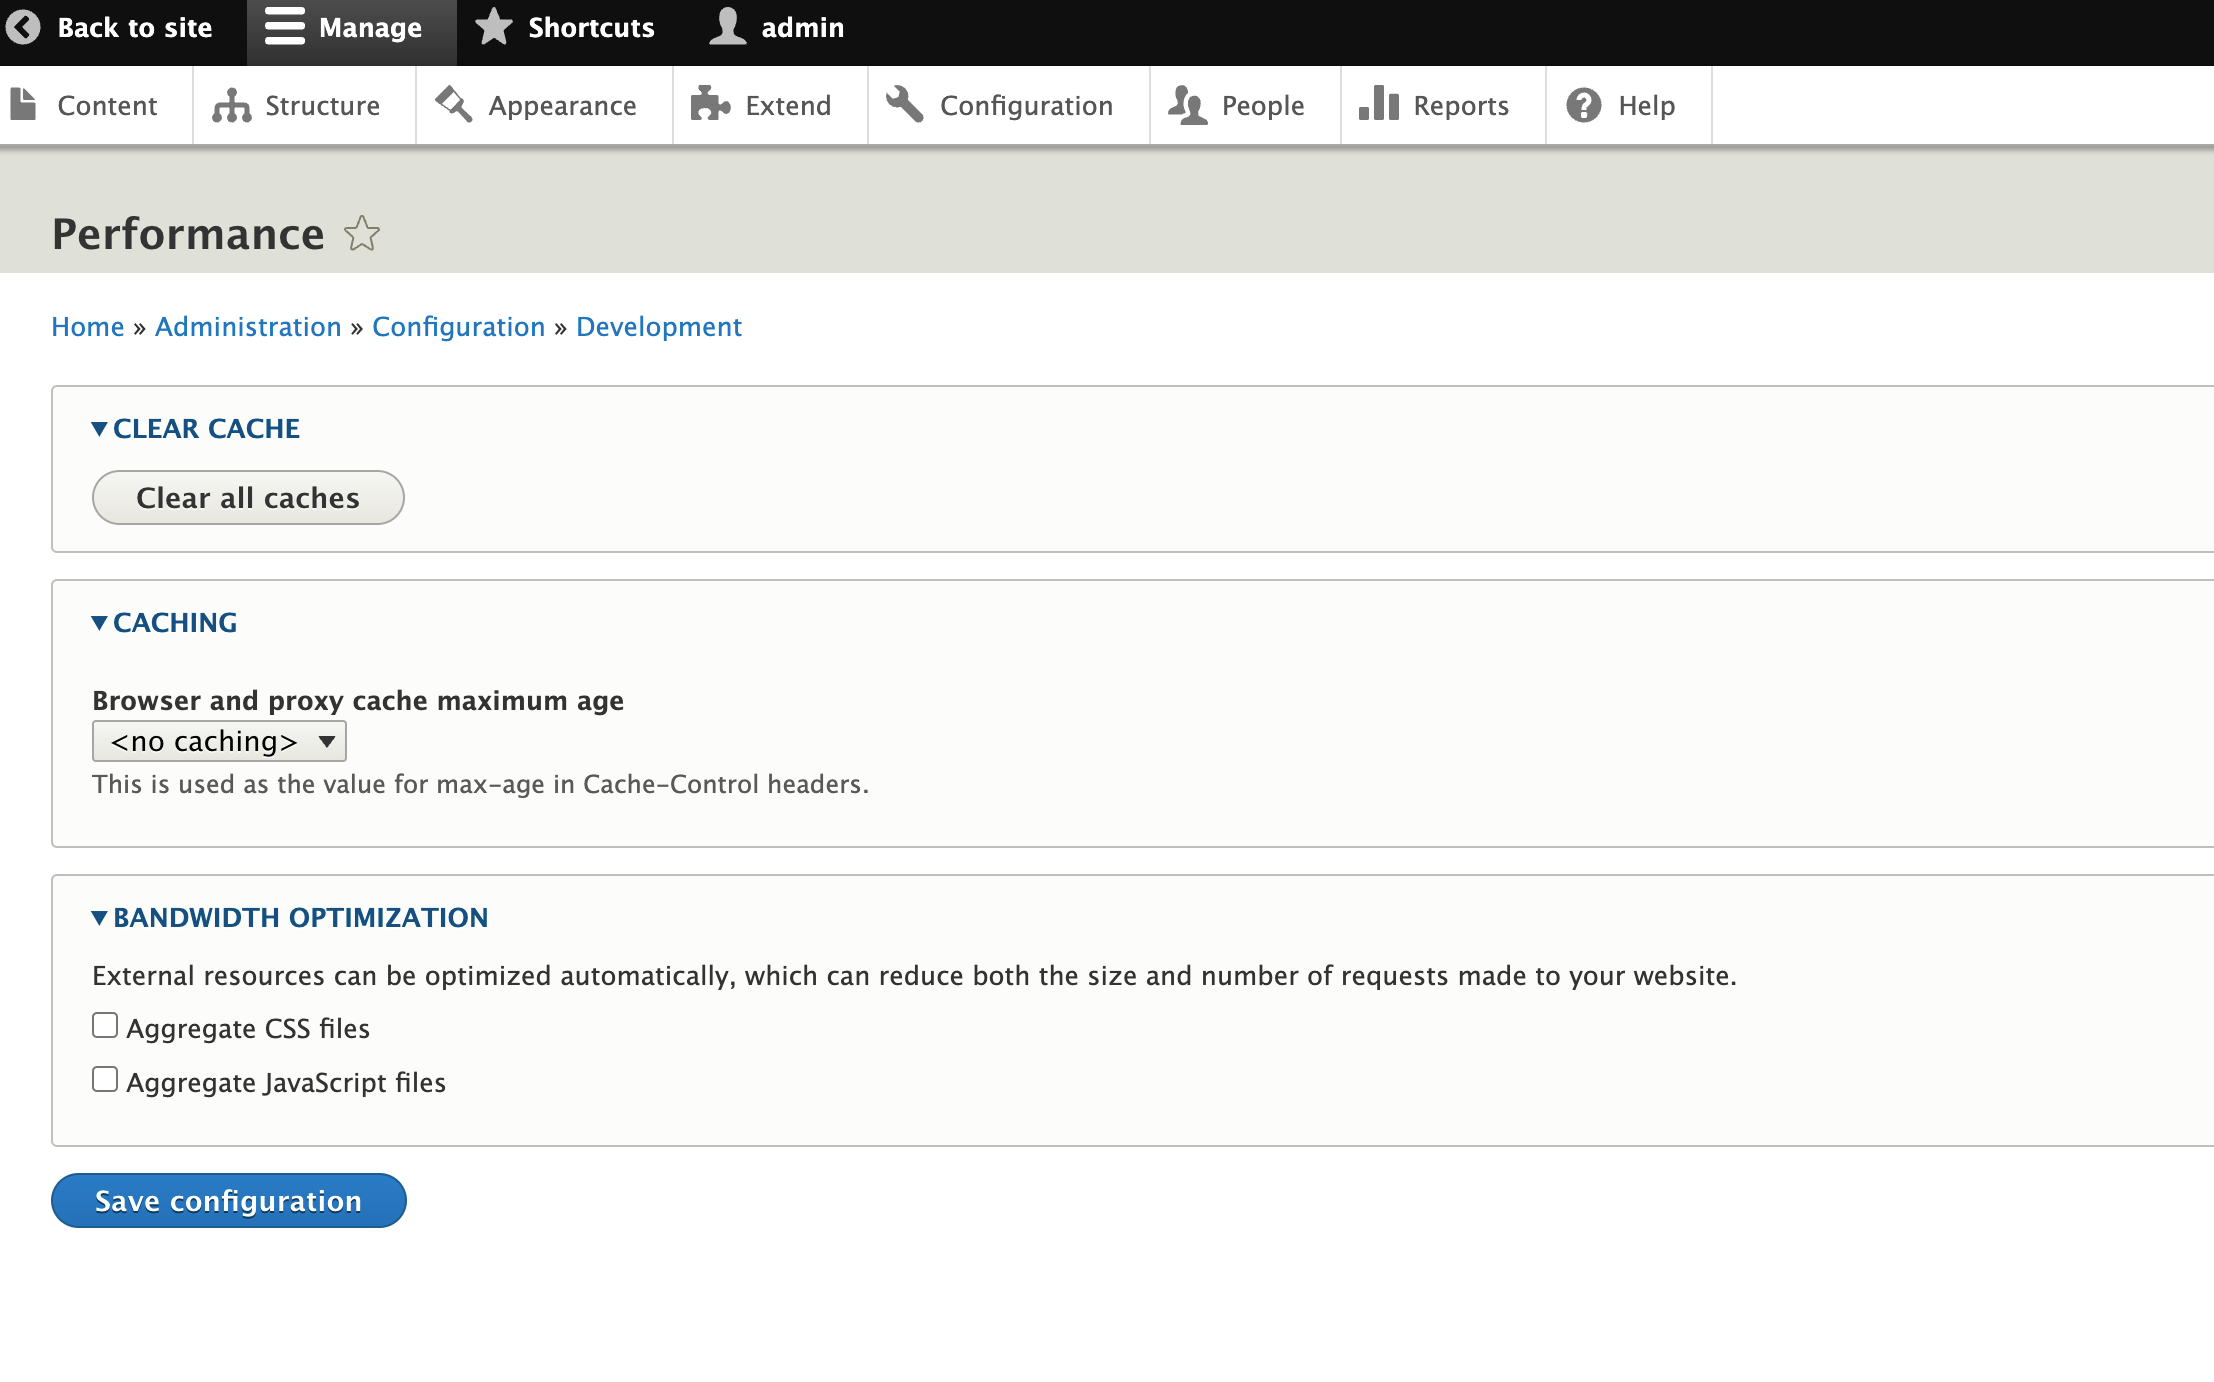 Back to site Manage Shortcuts admin
Content Structure Appearance Extend Configuration People Reports Help
Performance
Home » Administration » Configuration » Development
CLEAR CACHE
Clear all caches
CACHING
Browser and proxy cache maximum age
<no caching>
This is used as the value for max-age in Cache-Control headers.
BANDWIDTH OPTIMIZATION
External resources can be optimized automatically, which can reduce both the size and number of requests made to your website.
Aggregate CSS files
Aggregate JavaScript files
Save configuration